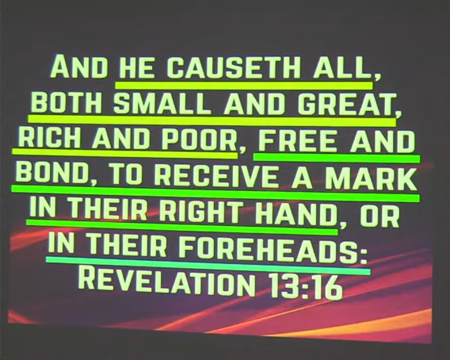 And he causeth all,
both small and great,
rich and poor, free and
bond, to receive a mark
in their right hand, or
in their foreheads:
Revelation 13:16